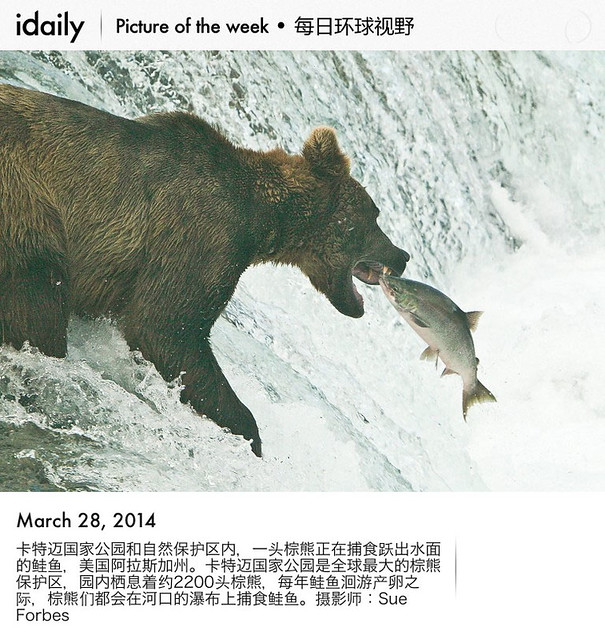 idaily | Picture of the week • 每日环球视野
March 28, 2014
卡特迈国家公园和自然保护区内，一头棕熊正在捕食跃出水面
的鲑鱼，美国阿拉斯加州。卡特迈国家公园是全球最大的棕熊
保护区，园内栖息着约2200头棕熊，每年鲑鱼洄游产卵之
际，棕熊们都会在河口的瀑布上捕食鲑鱼。摄影师：Sue
Forbes